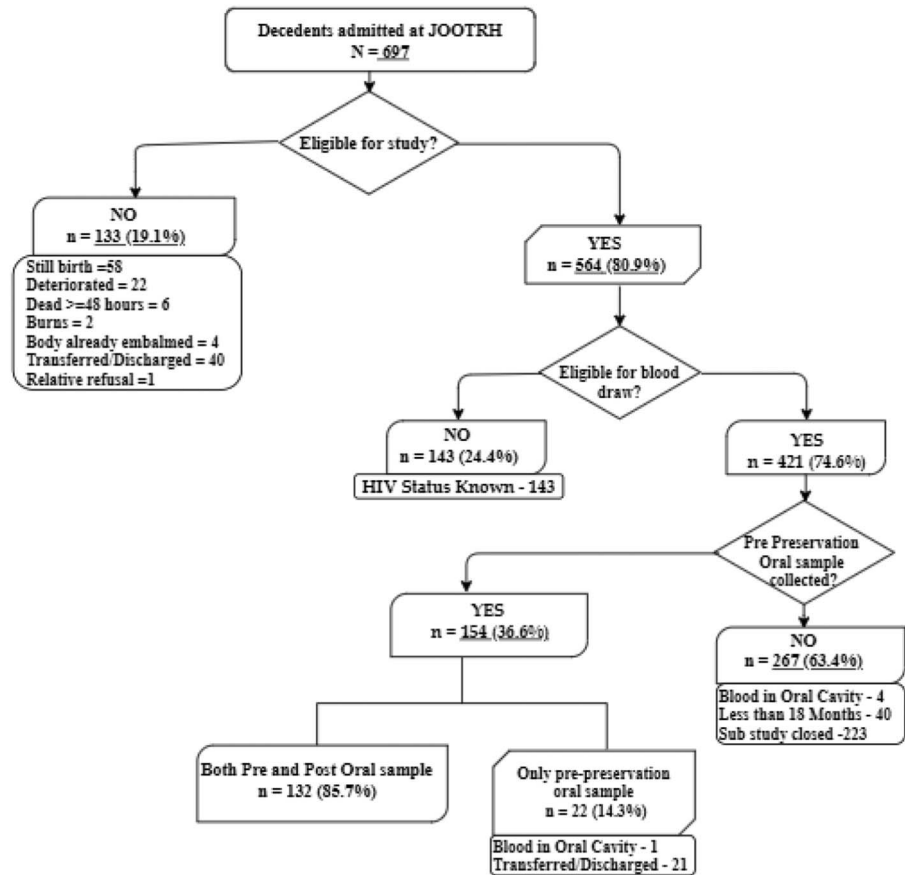 Decedents admitted at JOOTRH
N = 697
Eligible for study?
NO
n = 133 (19.1%)
Still birth =58
Deteriorated = 22
Dead >=48 hours = 6
Burns = 2
Body already embalmed = 4
Transferred/Discharged = 40
Relative refusal =1
YES
n = 564 (80.9%)
Eligible for blood
draw?
NO
n = 143 (24.4%)
HIV Status Known - 143
YES
n = 421 (74.6%)
Pre Preservation
Oral sample
collected?
YES
n = 154 (36.6%)
NO
n = 267 (63.4%)
Blood in Oral Cavity - 4
Less than 18 Months - 40
Sub study closed -223
Both Pre and Post Oral sample
n = 132 (85.7%)
Only pre-preservation
oral sample
n = 22 (14.3%)
Blood in Oral Cavity - 1
Transferred/Discharged - 21